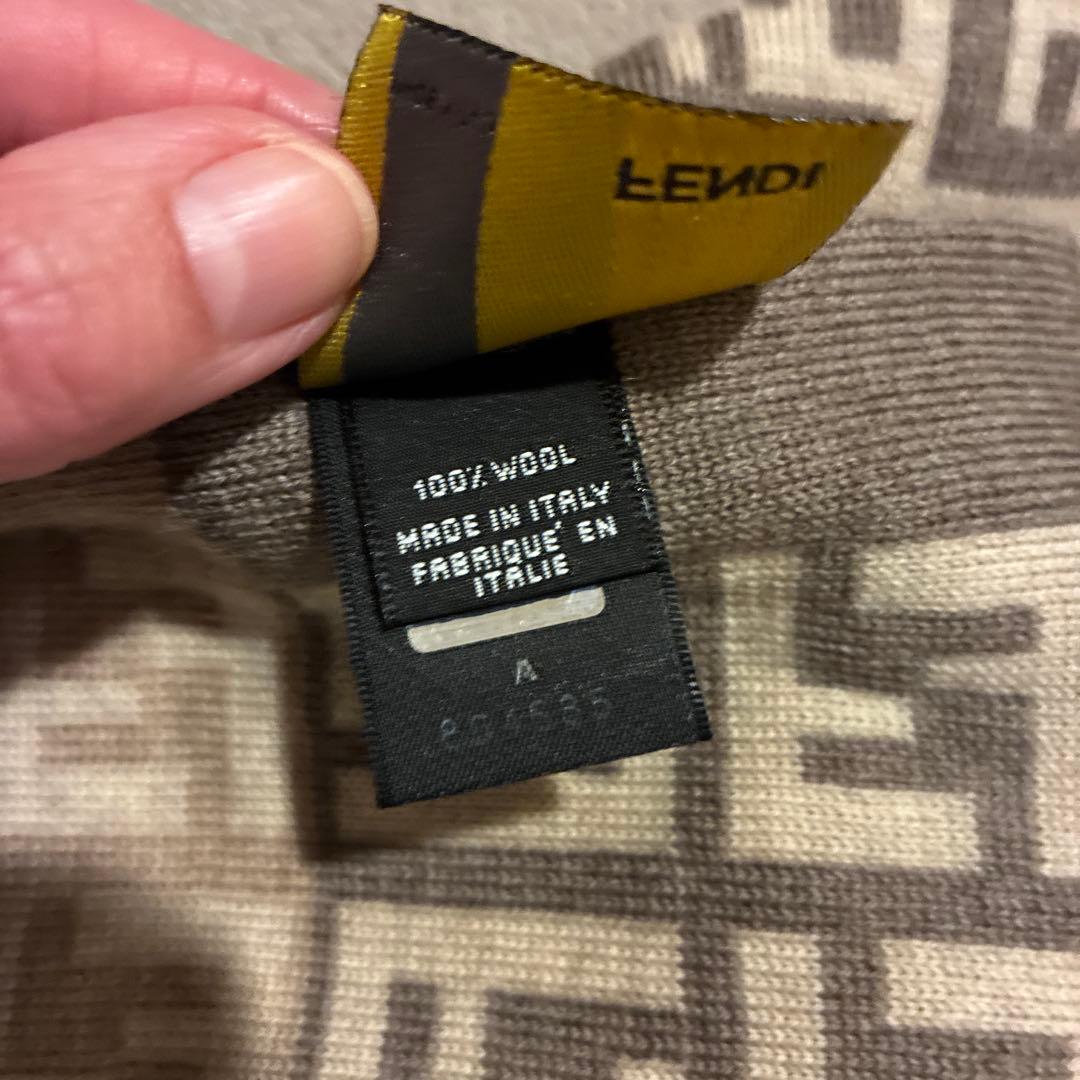 FENDI
100% WOOL
MADE IN ITALY
FABRIQUE' EN
ITALIE
A